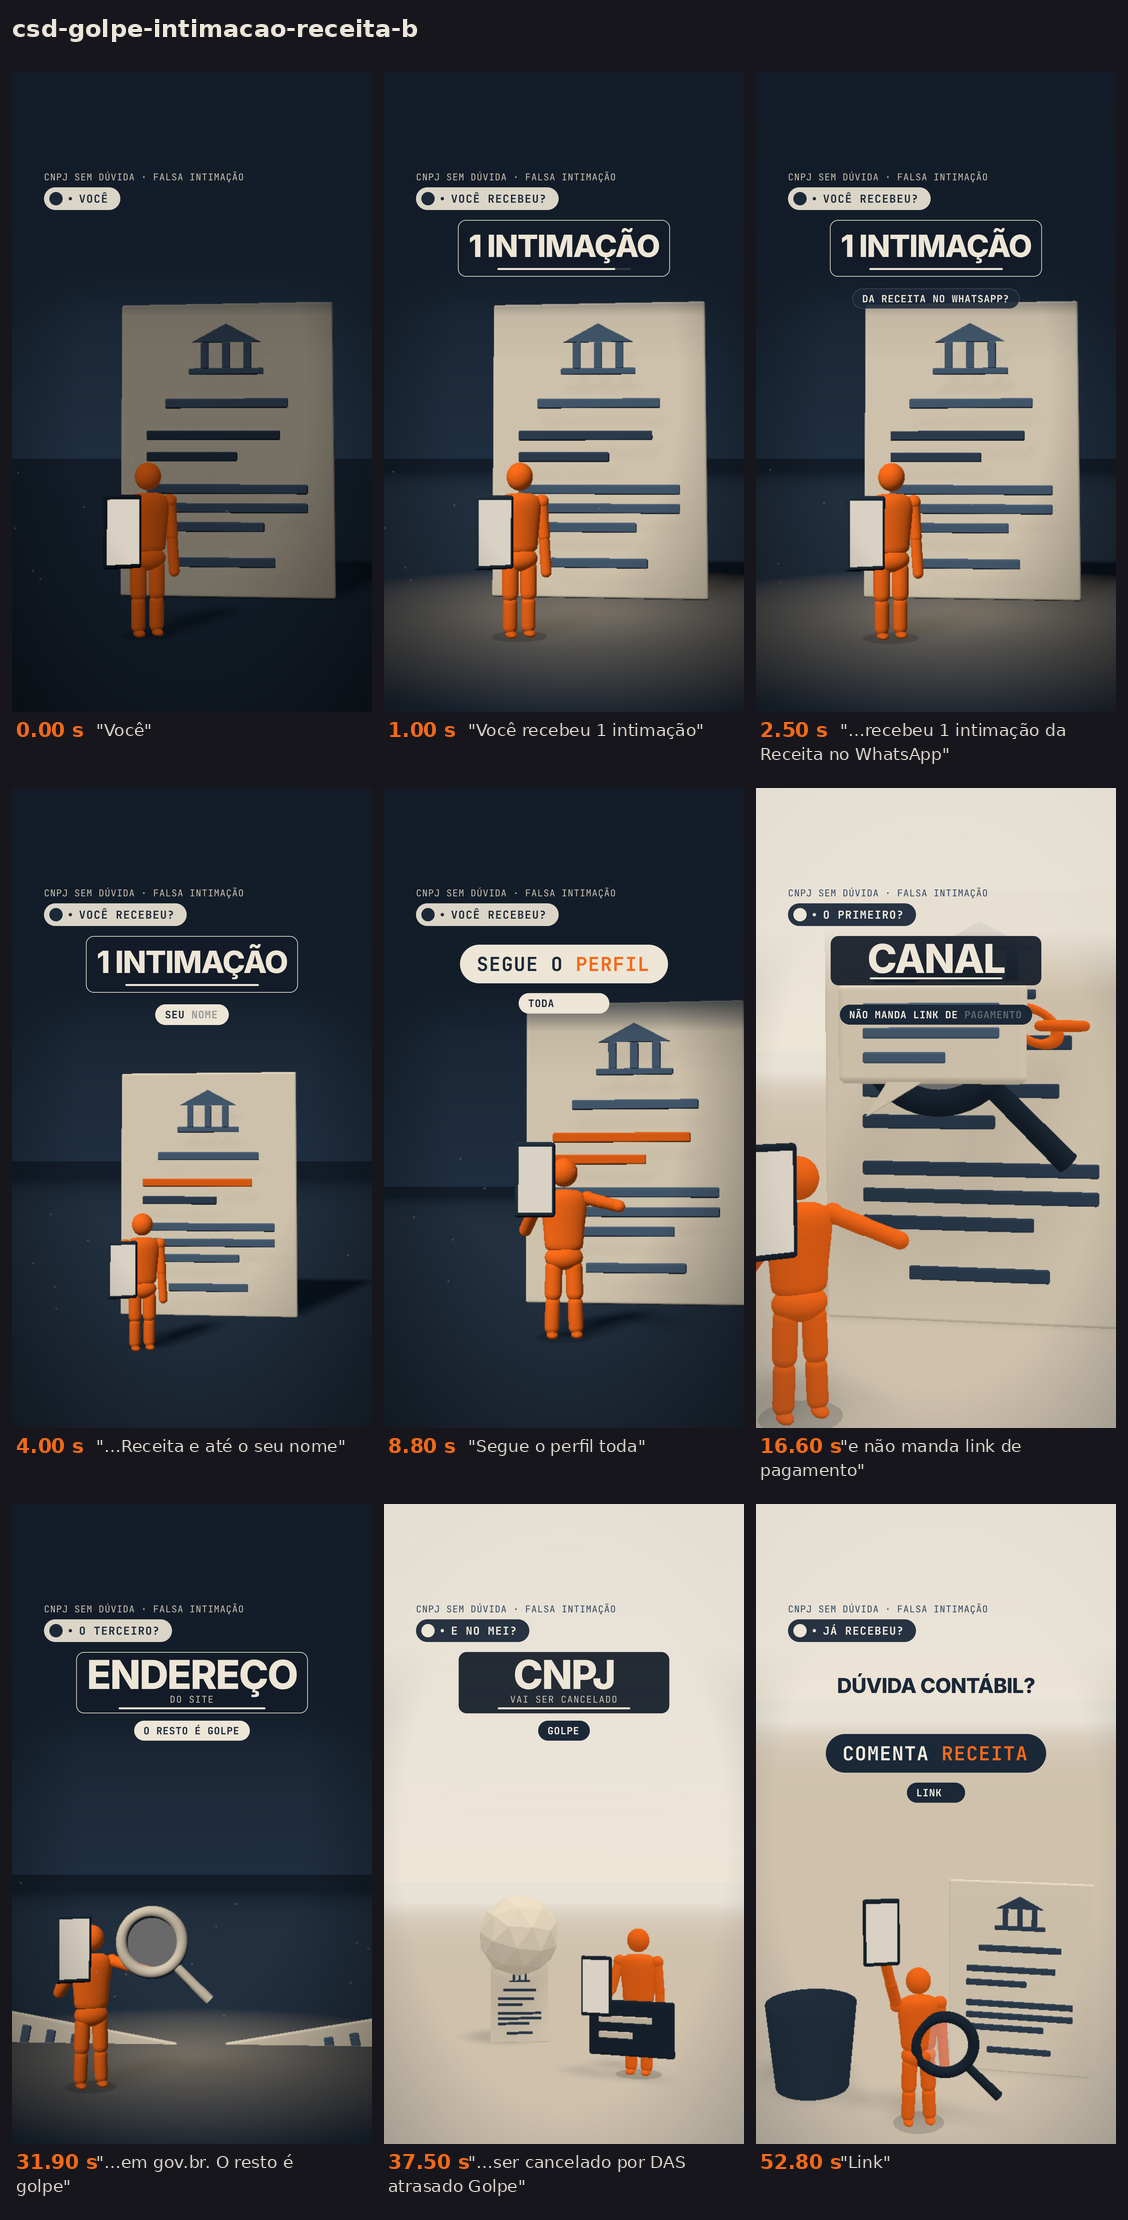 csd-golpe-intimacao-receita-b
CNPJ SEM DÚVIDA · FALSA INTIMAÇÃO
• VOCÊ
0.00 s "Você"
CNPJ SEM DÚVIDA · FALSA INTIMAÇÃO
• VOCÊ RECEBEU?
1 INTIMAÇÃO
1.00 s "Você recebeu 1 intimação"
CNPJ SEM DÚVIDA · FALSA INTIMAÇÃO
• VOCÊ RECEBEU?
1 INTIMAÇÃO
DA RECEITA NO WHATSAPP?
2.50 s "...recebeu 1 intimação da
Receita no WhatsApp"
CNPJ SEM DÚVIDA · FALSA INTIMAÇÃO
• VOCÊ RECEBEU?
1 INTIMAÇÃO
SEU NOME
4.00 s "...Receita e até o seu nome"
CNPJ SEM DÚVIDA · FALSA INTIMAÇÃO
• VOCÊ RECEBEU?
SEGUE O PERFIL
TODA
8.80 s "Segue o perfil toda"
CNPJ SEM DÚVIDA · FALSA INTIMAÇÃO
• O PRIMEIRO?
CANAL
NÃO MANDA LINK DE PAGAMENTO
16.60 s "e não manda link de
pagamento"
CNPJ SEM DÚVIDA · FALSA INTIMAÇÃO
• O TERCEIRO?
ENDEREÇO
DO SITE
O RESTO É GOLPE
31.90 s "...em gov.br. O resto é
golpe"
CNPJ SEM DÚVIDA · FALSA INTIMAÇÃO
• E NO MEI?
CNPJ
VAI SER CANCELADO
GOLPE
37.50 s "...ser cancelado por DAS
atrasado Golpe"
CNPJ SEM DÚVIDA · FALSA INTIMAÇÃO
• JÁ RECEBEU?
DÚVIDA CONTÁBIL?
COMENTA RECEITA
LINK
52.80 s "Link"